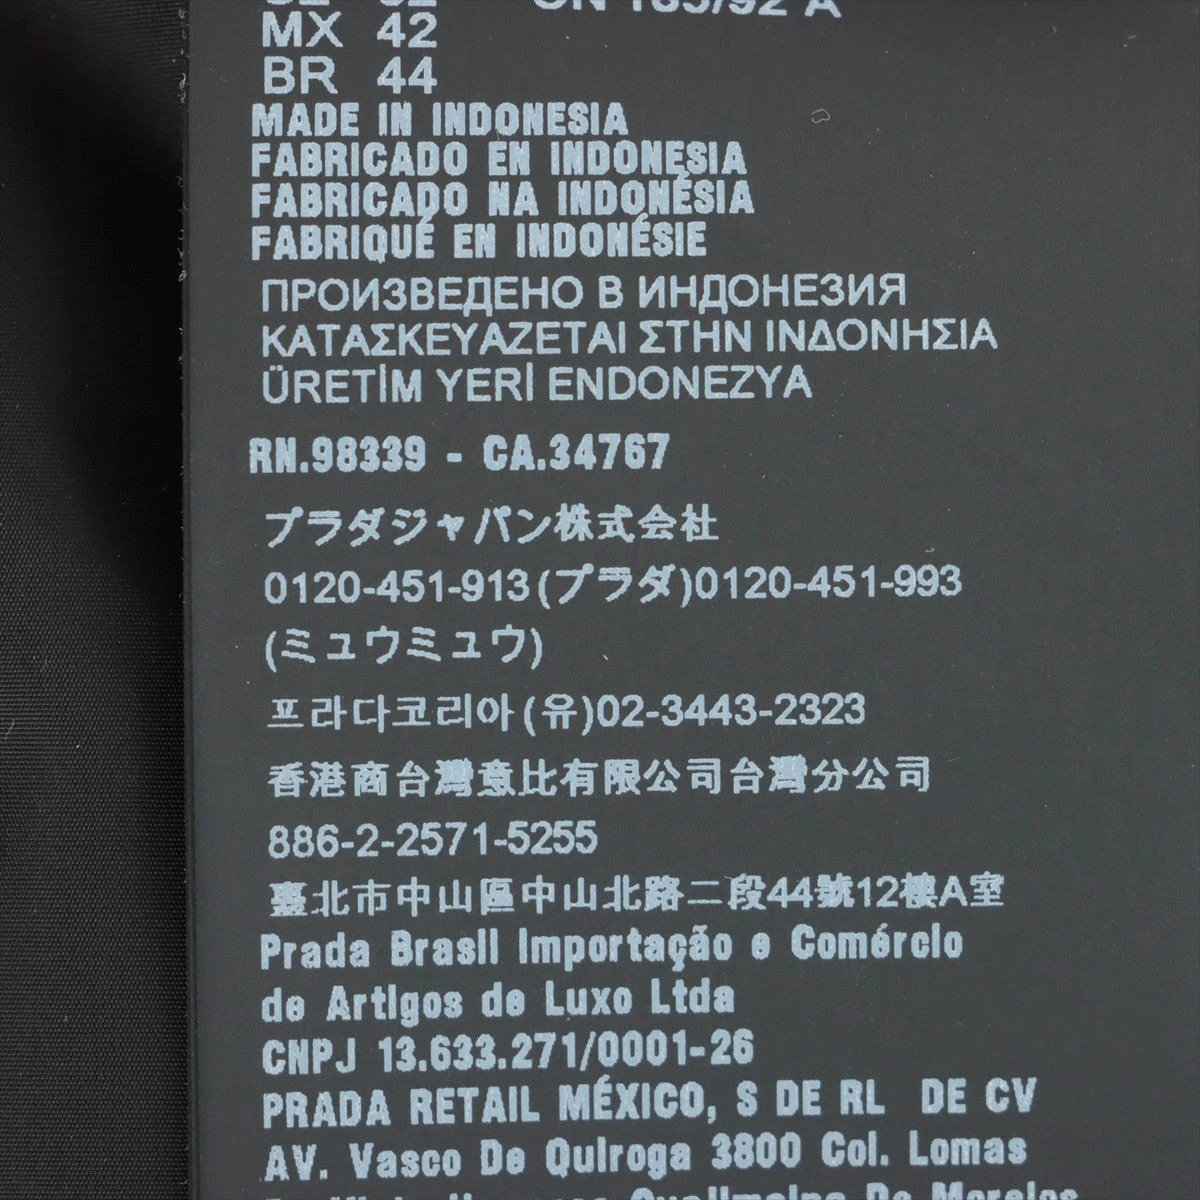 CN 185/92 A
MX 42
BR 44
MADE IN INDONESIA
FABRICADO EN INDONESIA
FABRICADO NA INDONÉSIA
FABRIQUÉ EN INDONÉSIE
ПРОИЗВЕДЕНО В ИНДОНЕЗИЯ
ΚΑΤΑΣΚΕΥΑΖΕΤΑΙ ΣΤΗΝ ΙΝΔΟΝΗΣΙΑ
ÜRETİM YERİ ENDONEZYA
RN.98339 - CA.34767
プラダジャパン株式会社
0120-451-913(プラダ)0120-451-993
(ミュウミュウ)
프라다코리아(유)02-3443-2323
香港商台灣意比有限公司台灣分公司
886-2-2571-5255
臺北市中山區中山北路二段44號12樓A室
Prada Brasil Importação e Comércio
de Artigos de Luxo Ltda
CNPJ 13.633.271/0001-26
PRADA RETAIL MÉXICO, S DE RL DE CV
AV. Vasco De Quiroga 3800 Col. Lomas